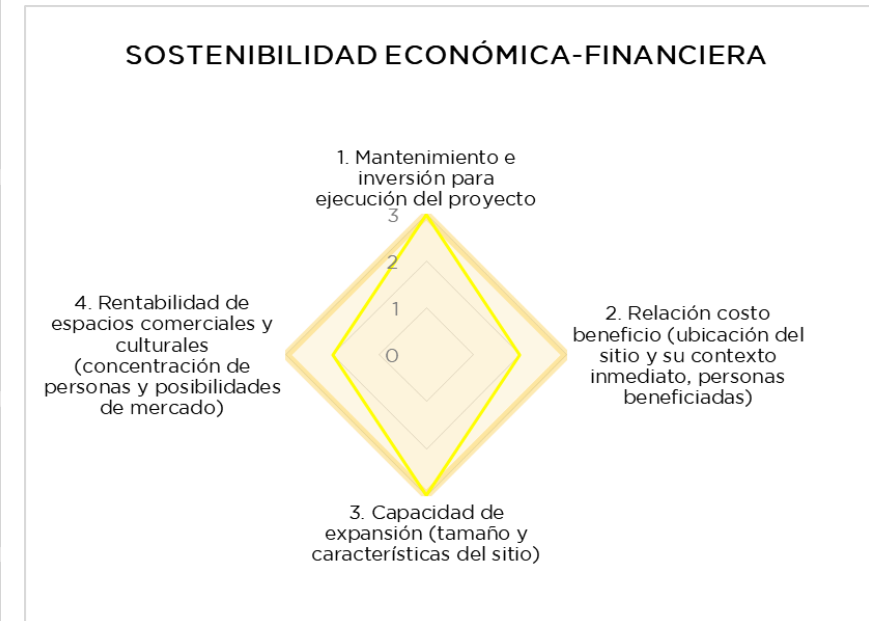 SOSTENIBILIDAD ECONÓMICA-FINANCIERA
1. Mantenimiento e
inversión para
ejecución del proyecto
3
2
1
0
2. Relación costo
beneficio (ubicación del
sitio y su contexto
inmediato, personas
beneficiadas)
3. Capacidad de
expansión (tamaño y
características del sitio)
4. Rentabilidad de
espacios comerciales y
culturales
(concentración de
personas y posibilidades
de mercado)